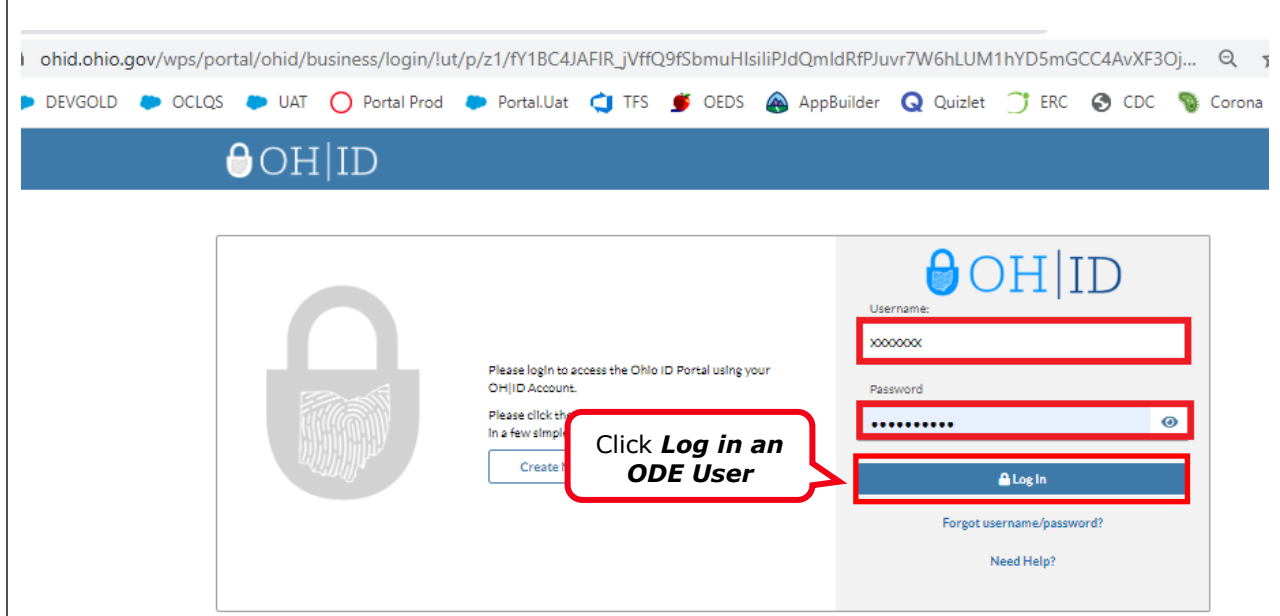 ohid.ohio.gov/wps/portal/ohid/business/login/!ut/p/z1/fY1BC4JAFIR_jVffQ9fSbmuHIsiIiPJdQmIdRfPJuvr7W6hLUM1hYD5mGCC4AvXF3Oj...
DEVGOLD OCLQS UAT Portal Prod Portal.Uat TFS OEDS AppBuilder Quizlet ERC CDC Corona
OH|ID
OH|ID
Username:
xxxxxxx
Please login to access the Ohio ID Portal using your
OH|ID Account.
Password
••••••••••
Please click the
in a few simple
Create
Click Log in an
ODE User
Log In
Forgot username/password?
Need Help?